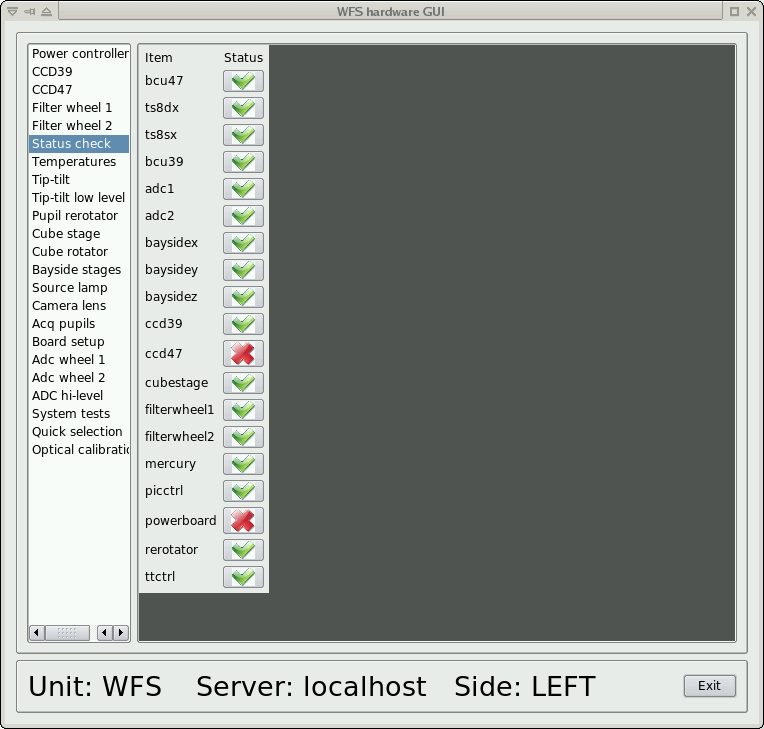 WFS hardware GUI
Power controller
CCD39
CCD47
Filter wheel 1
Filter wheel 2
Status check
Temperatures
Tip-tilt
Tip-tilt low level
Pupil rerotator
Cube stage
Cube rotator
Bayside stages
Source lamp
Camera lens
Acq pupils
Board setup
Adc wheel 1
Adc wheel 2
ADC hi-level
System tests
Quick selection
Optical calibratic
Item Status
bcu47
ts8dx
ts8sx
bcu39
adc1
adc2
baysidex
baysidey
baysidez
ccd39
ccd47
cubestage
filterwheel1
filterwheel2
mercury
picctrl
powerboard
rerotator
ttctrl
Unit: WFS Server: localhost Side: LEFT Exit